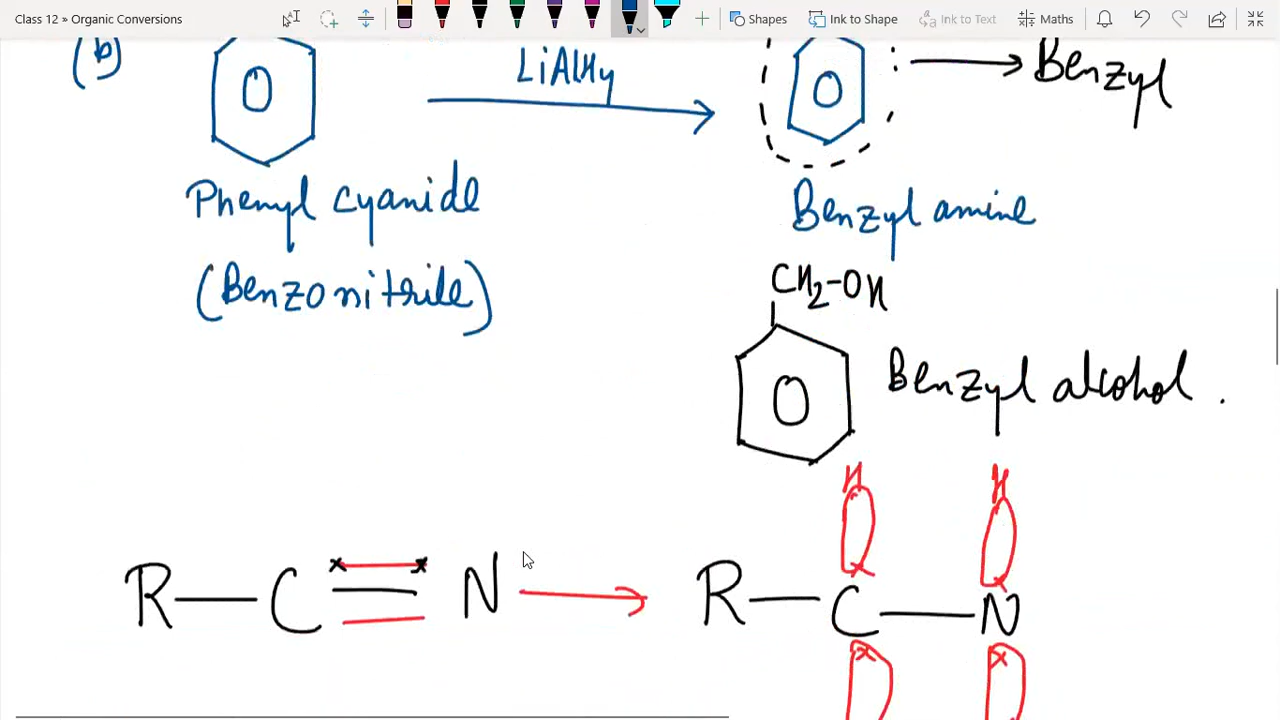 Class 12 » Organic Conversions
Shapes
Ink to Shape
Ink to Text
Maths
(b)
LiAlH4
Benzyl
Phenyl cyanide
(Benzonitrile)
Benzyl amine
CH2-OH
Benzyl alcohol.
H H
R—C≡N → R—C—N